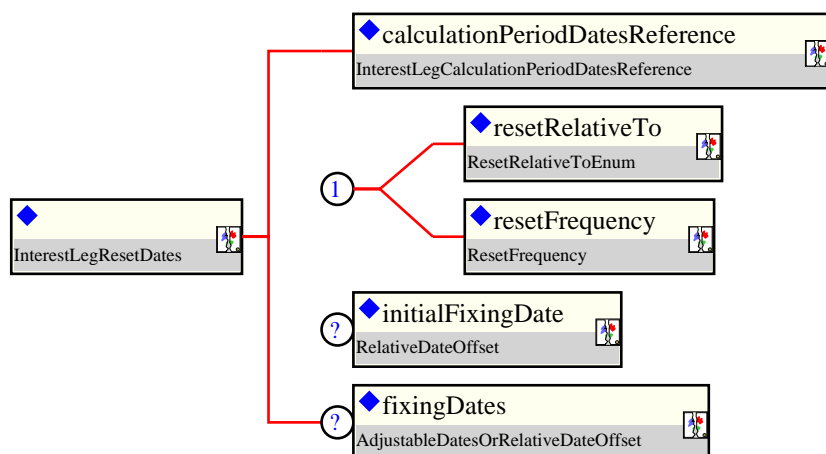 calculationPeriodDatesReference
InterestLegCalculationPeriodDatesReference
resetRelativeTo
ResetRelativeToEnum
1
resetFrequency
ResetFrequency
InterestLegResetDates
initialFixingDate
?
RelativeDateOffset
fixingDates
?
AdjustableDatesOrRelativeDateOffset